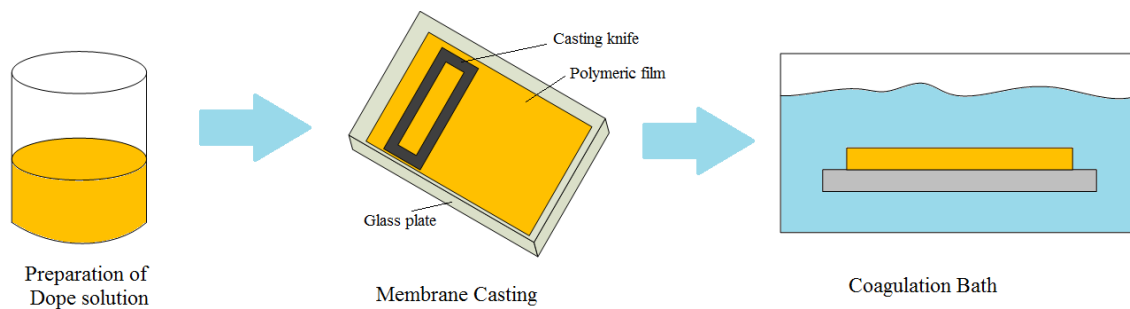 Casting knife
Polymeric film
Glass plate
Preparation of
Dope solution
Membrane Casting
Coagulation Bath